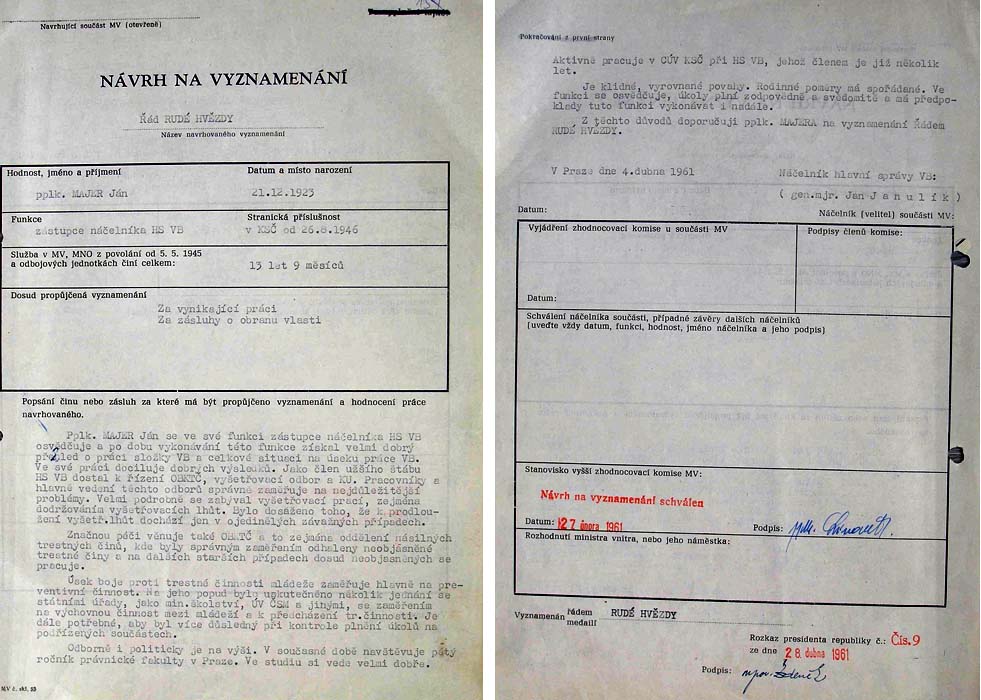 Navrhující součást MV (otevřeně)
NÁVRH NA VYZNAMENÁNÍ
Řád RUDÉ HVĚZDY
Název navrhovaného vyznamenání
Hodnost, jméno a příjmení
pplk. MAJER Ján
Datum a místo narození
21.12.1923
Funkce
zástupce náčelníka HS VB
Stranická příslušnost
v KSČ od 26.8.1946
Služba v MV, MNO z povolání od 5. 5. 1945
a odbojových jednotkách činí celkem:
13 let 9 měsíců
Dosud propůjčená vyznamenání
Za vynikající práci
Za zásluhy o obranu vlasti
Popsání činu nebo zásluh za které má být propůjčeno vyznamenání a hodnocení práce
navrhovaného.
Pplk. MAJER Ján se ve své funkci zástupce náčelníka HS VB
osvědčuje a po dobu vykonávání této funkce získal velmi dobrý
přehled o práci složky VB a celkové situaci na úseku práce VB.
Ve své práci dociluje dobrých výsledků. Jako člen užšího štábu
HS VB dostal k řízení OBKTČ, vyšetřovací odbor a KU. Pracovníky a
hlavně vedení těchto odborů správně zaměřuje na nejdůležitější
problémy. Velmi podrobně se zabýval vyšetřovací prací, zejména
dodržováním vyšetřovacích lhůt. Bylo dosaženo toho, že k prodlou-
žení vyšetř.lhůt dochází jen v ojedinělých závažných případech.
Značnou péči věnuje také OBKTČ a to zejména oddělení násilných
trestných činů, kde byly správným zaměřením odhaleny neobjasněné
trestné činy a na dalších starších případech dosud neobjasněných se
pracuje.
Úsek boje proti trestné činnosti mládeže zaměřuje hlavně na pre-
ventivní činnost. Na jeho popud bylo uskutečněno několik jednání se
státními úřady, jako min.školství, ÚV ČSM a jinými, se zaměřením
na výchovnou činnost mezi mládeží a k předcházení tr.činnosti. Je
dále potřebné, aby byl více důsledný při kontrole plnění úkolů na
podřízených součástech.
Odborně i politicky je na výši. V současné době navštěvuje pátý
ročník právnické fakulty v Praze. Ve studiu si vede velmi dobře.
Pokračování z první strany
Aktivně pracuje v CÚV KSČ při HS VB, jehož členem je již několik
let.
Je klidné, vyrovnané povahy. Rodinné poměry má spořádané. Ve
funkci se osvědčuje, úkoly plní zodpovědně a svědomitě a má předpo-
klady tuto funkci vykonávat i nadále.
Z těchto důvodů doporučuji pplk. MAJERA na vyznamenání Řádem
RUDÉ HVĚZDY.
V Praze dne 4.dubna 1961
Náčelník hlavní správy VB:
( gen.mjr. Jan J a n u l í k )
Datum:
Náčelník (velitel) součásti MV:
Vyjádření zhodnocovací komise u součásti MV
Podpisy členů komise:
Datum:
Schválení náčelníka součásti, případné závěry dalších náčelníků
(uveďte vždy datum, funkci, hodnost, jméno náčelníka a jeho podpis)
Stanovisko vyšší zhodnocovací komise MV:
Návrh na vyznamenání schválen
Datum: 27 února 1961
Podpis: pplk.
Rozhodnutí ministra vnitra, nebo jeho náměstka:
Vyznamenán řádem
medailí
RUDÉ HVĚZDY
Rozkaz presidenta republiky č.: Čís. 9
ze dne 28. dubna 1961
Podpis: